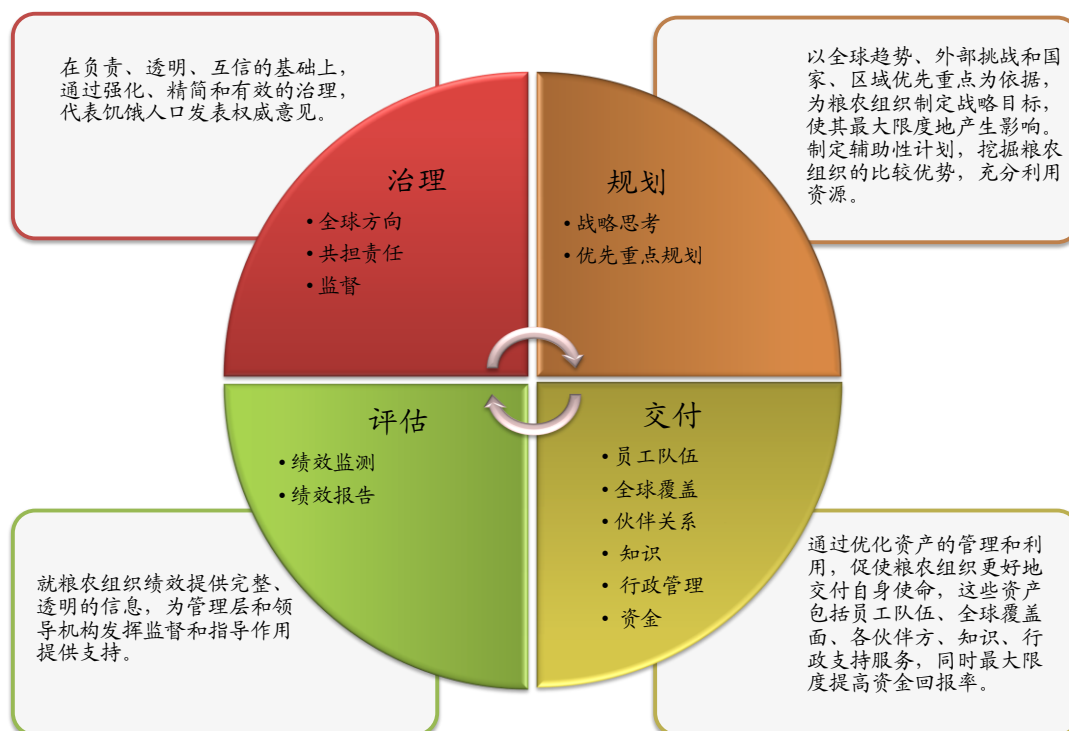 在负责、透明、互信的基础上，
通过强化、精简和有效的治理，
代表饥饿人口发表权威意见。
以全球趋势、外部挑战和国
家、区域优先重点为依据，
为粮农组织制定战略目标，
使其最大限度地产生影响。
制定辅助性计划，挖掘粮农
组织的比较优势，充分利用
资源。
治理
• 全球方向
• 共担责任
• 监督
规划
• 战略思考
• 优先重点规划
评估
• 绩效监测
• 绩效报告
交付
• 员工队伍
• 全球覆盖
• 伙伴关系
• 知识
• 行政管理
• 资金
就粮农组织绩效提供完整、
透明的信息，为管理层和领
导机构发挥监督和指导作用
提供支持。
通过优化资产的管理和利
用，促使粮农组织更好地
交付自身使命，这些资产
包括员工队伍、全球覆盖
面、各伙伴方、知识、行
政支持服务，同时最大限
度提高资金回报率。